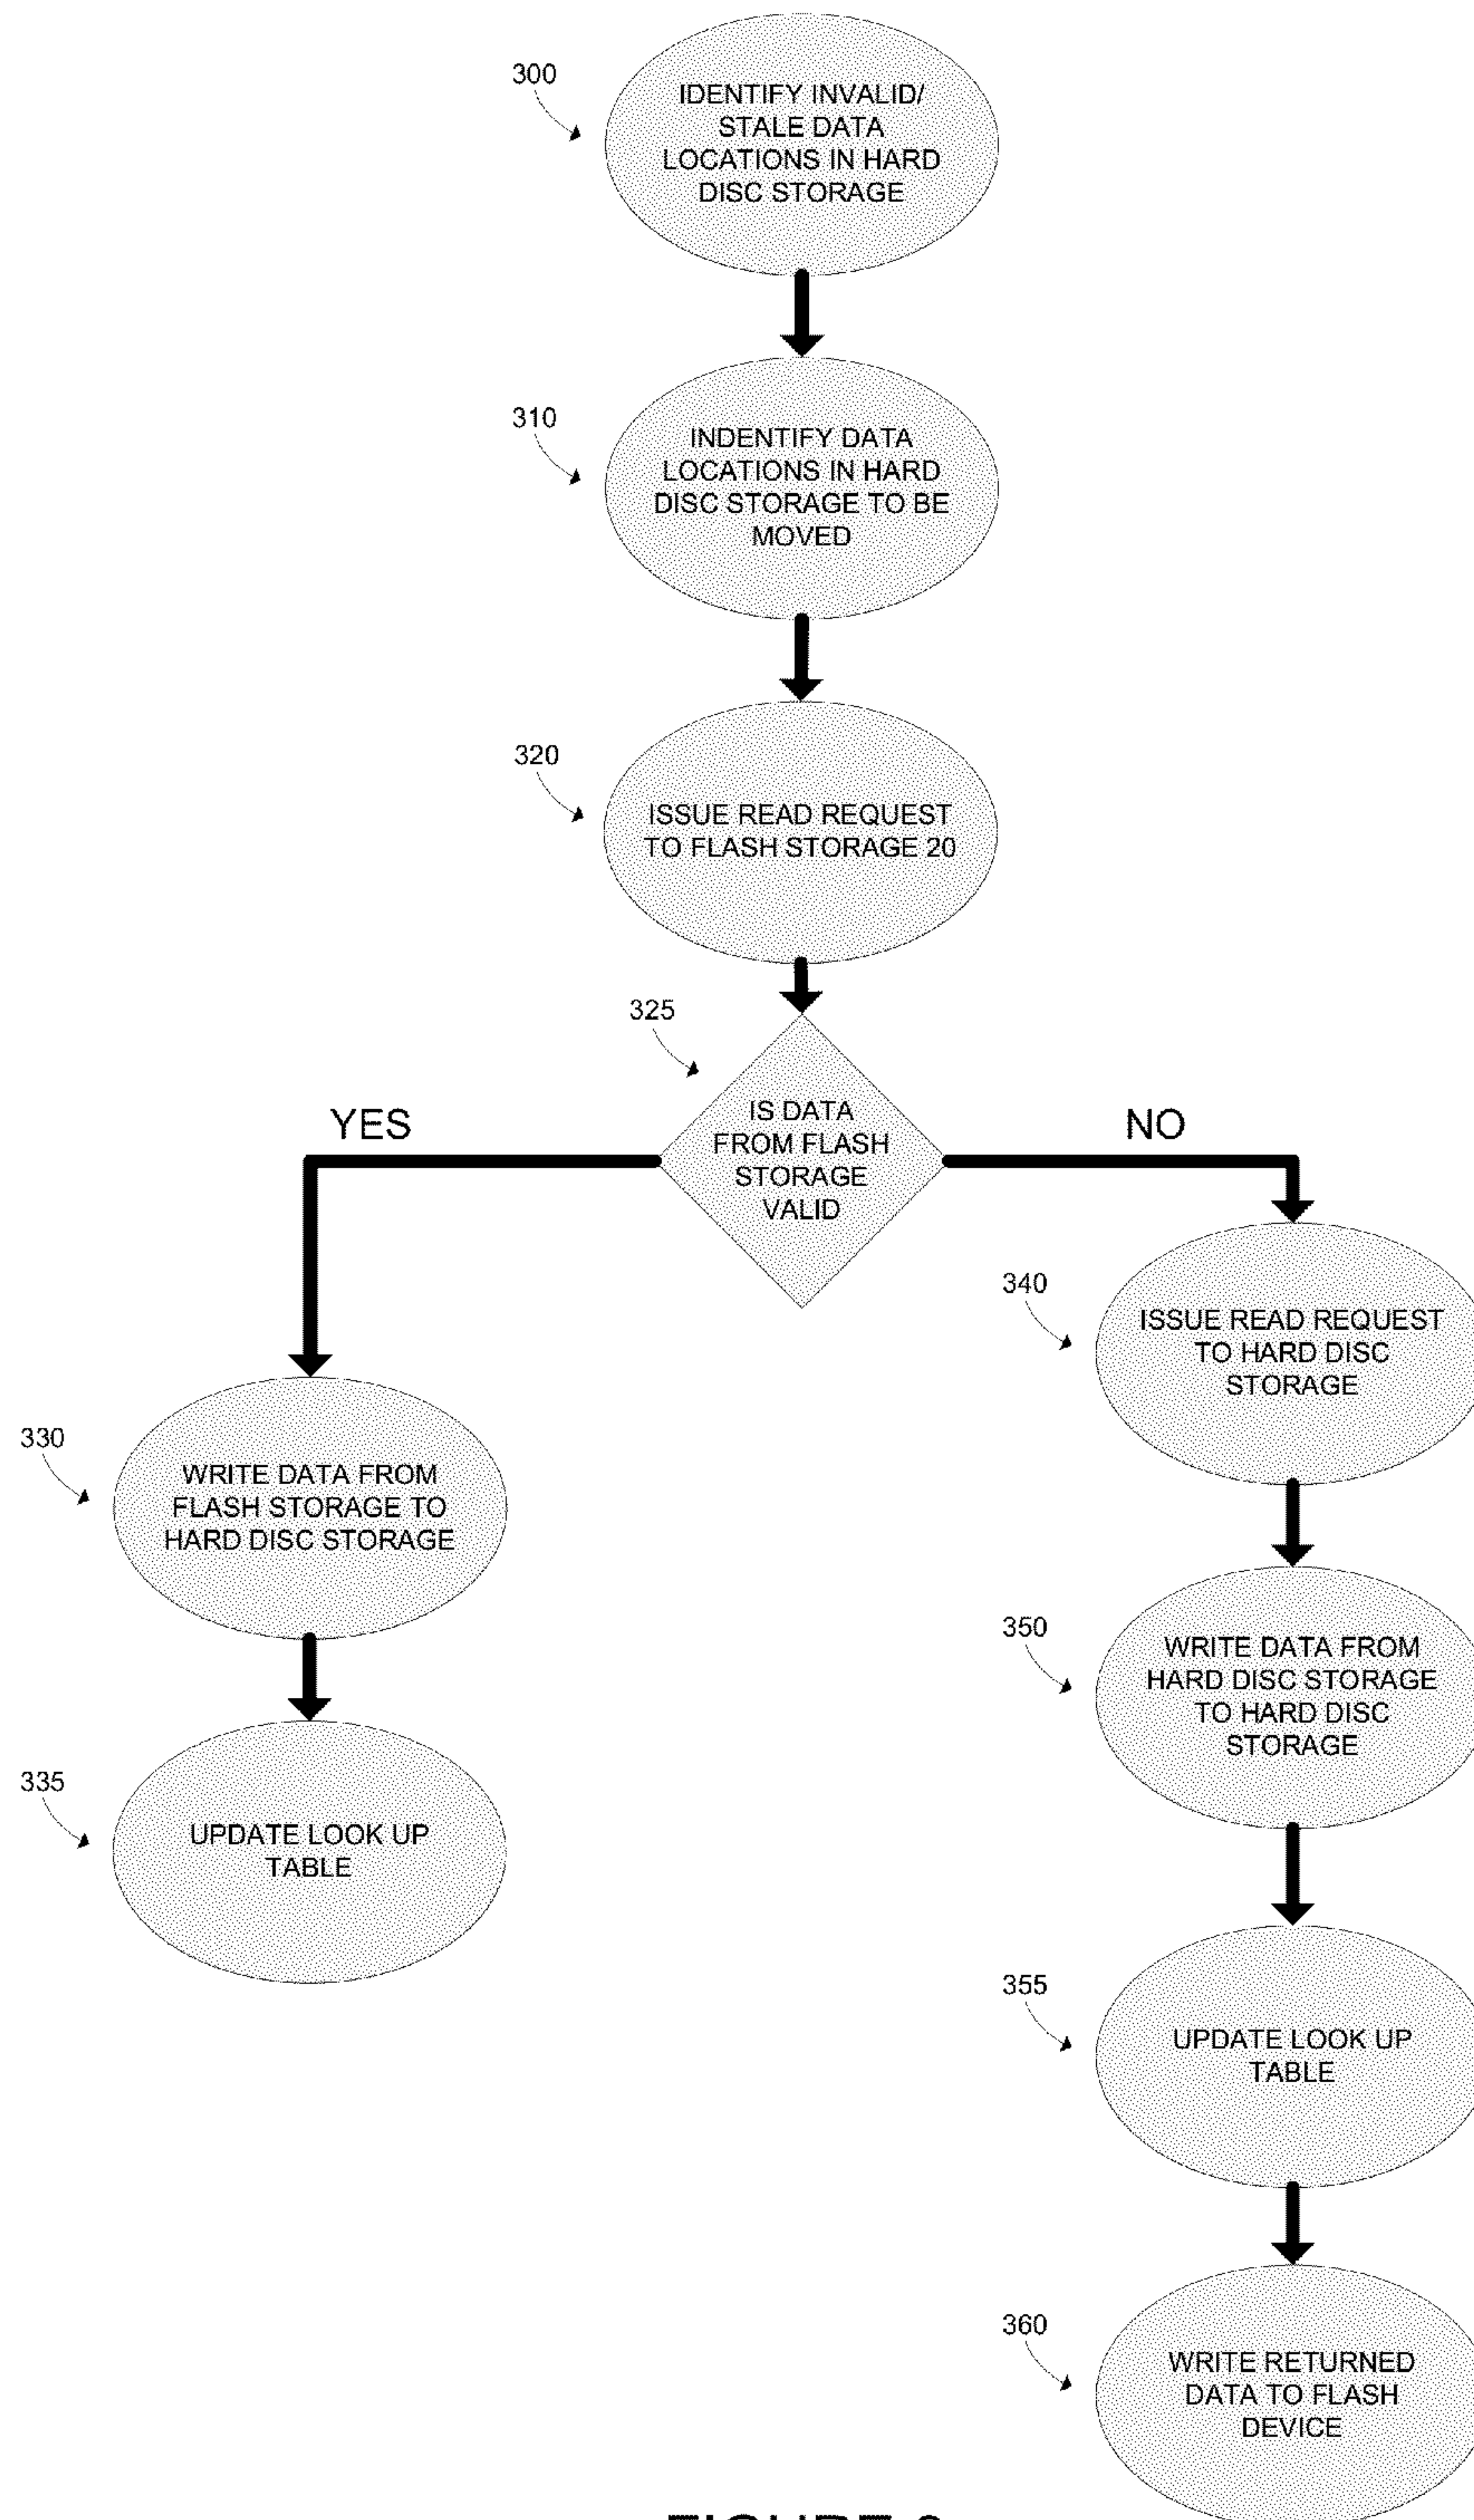 300
IDENTIFY INVALID/
STALE DATA
LOCATIONS IN HARD
DISC STORAGE
310
INDENTIFY DATA
LOCATIONS IN HARD
DISC STORAGE TO BE
MOVED
320
ISSUE READ REQUEST
TO FLASH STORAGE 20
325
IS DATA
FROM FLASH
STORAGE
VALID
YES
NO
340
ISSUE READ REQUEST
TO HARD DISC
STORAGE
330
WRITE DATA FROM
FLASH STORAGE TO
HARD DISC STORAGE
350
WRITE DATA FROM
HARD DISC STORAGE
TO HARD DISC
STORAGE
335
UPDATE LOOK UP
TABLE
355
UPDATE LOOK UP
TABLE
360
WRITE RETURNED
DATA TO FLASH
DEVICE
FIGURE